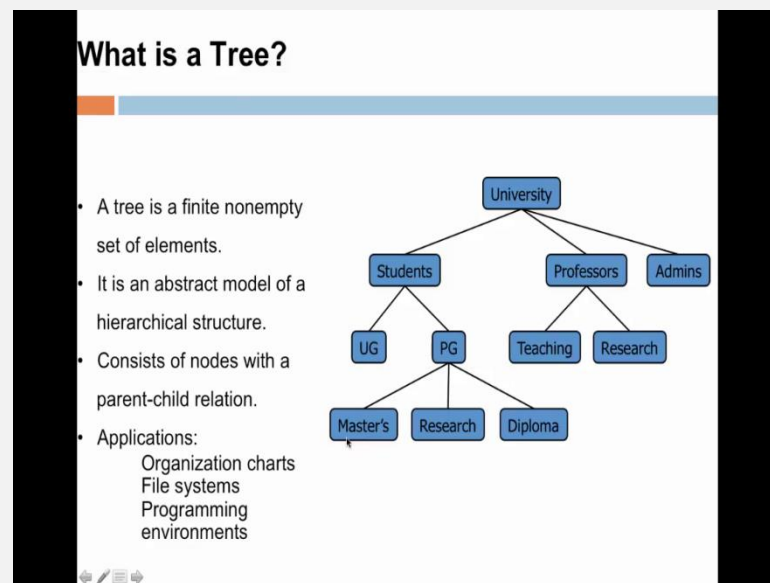 What is a Tree?
• A tree is a finite nonempty
set of elements.
• It is an abstract model of a
hierarchical structure.
• Consists of nodes with a
parent-child relation.
• Applications:
Organization charts
File systems
Programming
environments
University
Students
Professors
Admins
UG
PG
Teaching
Research
Master's
Research
Diploma